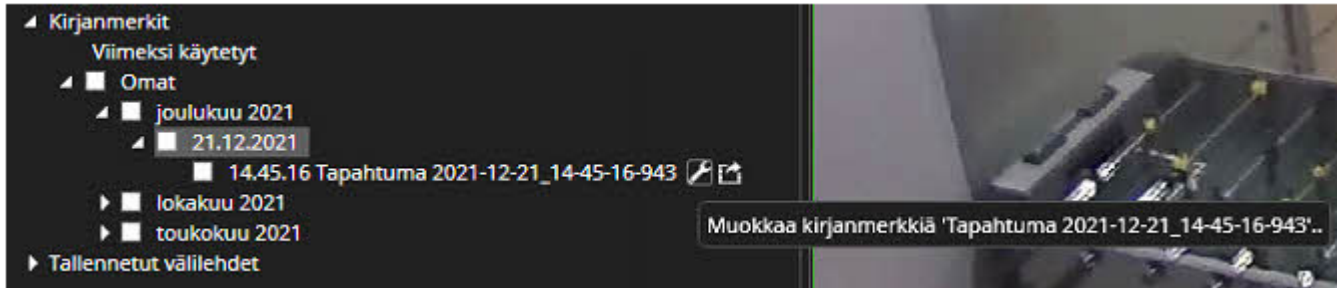 Kirjanmerkit
Viimeksi käytetyt
Omat
joulukuu 2021
21.12.2021
14.45.16 Tapahtuma 2021-12-21_14-45-16-943
lokakuu 2021
Muokkaa kirjanmerkkiä 'Tapahtuma 2021-12-21_14-45-16-943'..
toukokuu 2021
Tallennetut välilehdet